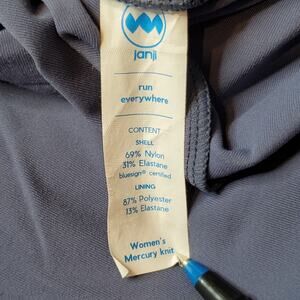 janji
run
everywhere
CONTENT
SHELL
69% Nylon
31% Elastane
bluesign® certified
LINING
87% Polyester
13% Elastane
Women's
Mercury knit